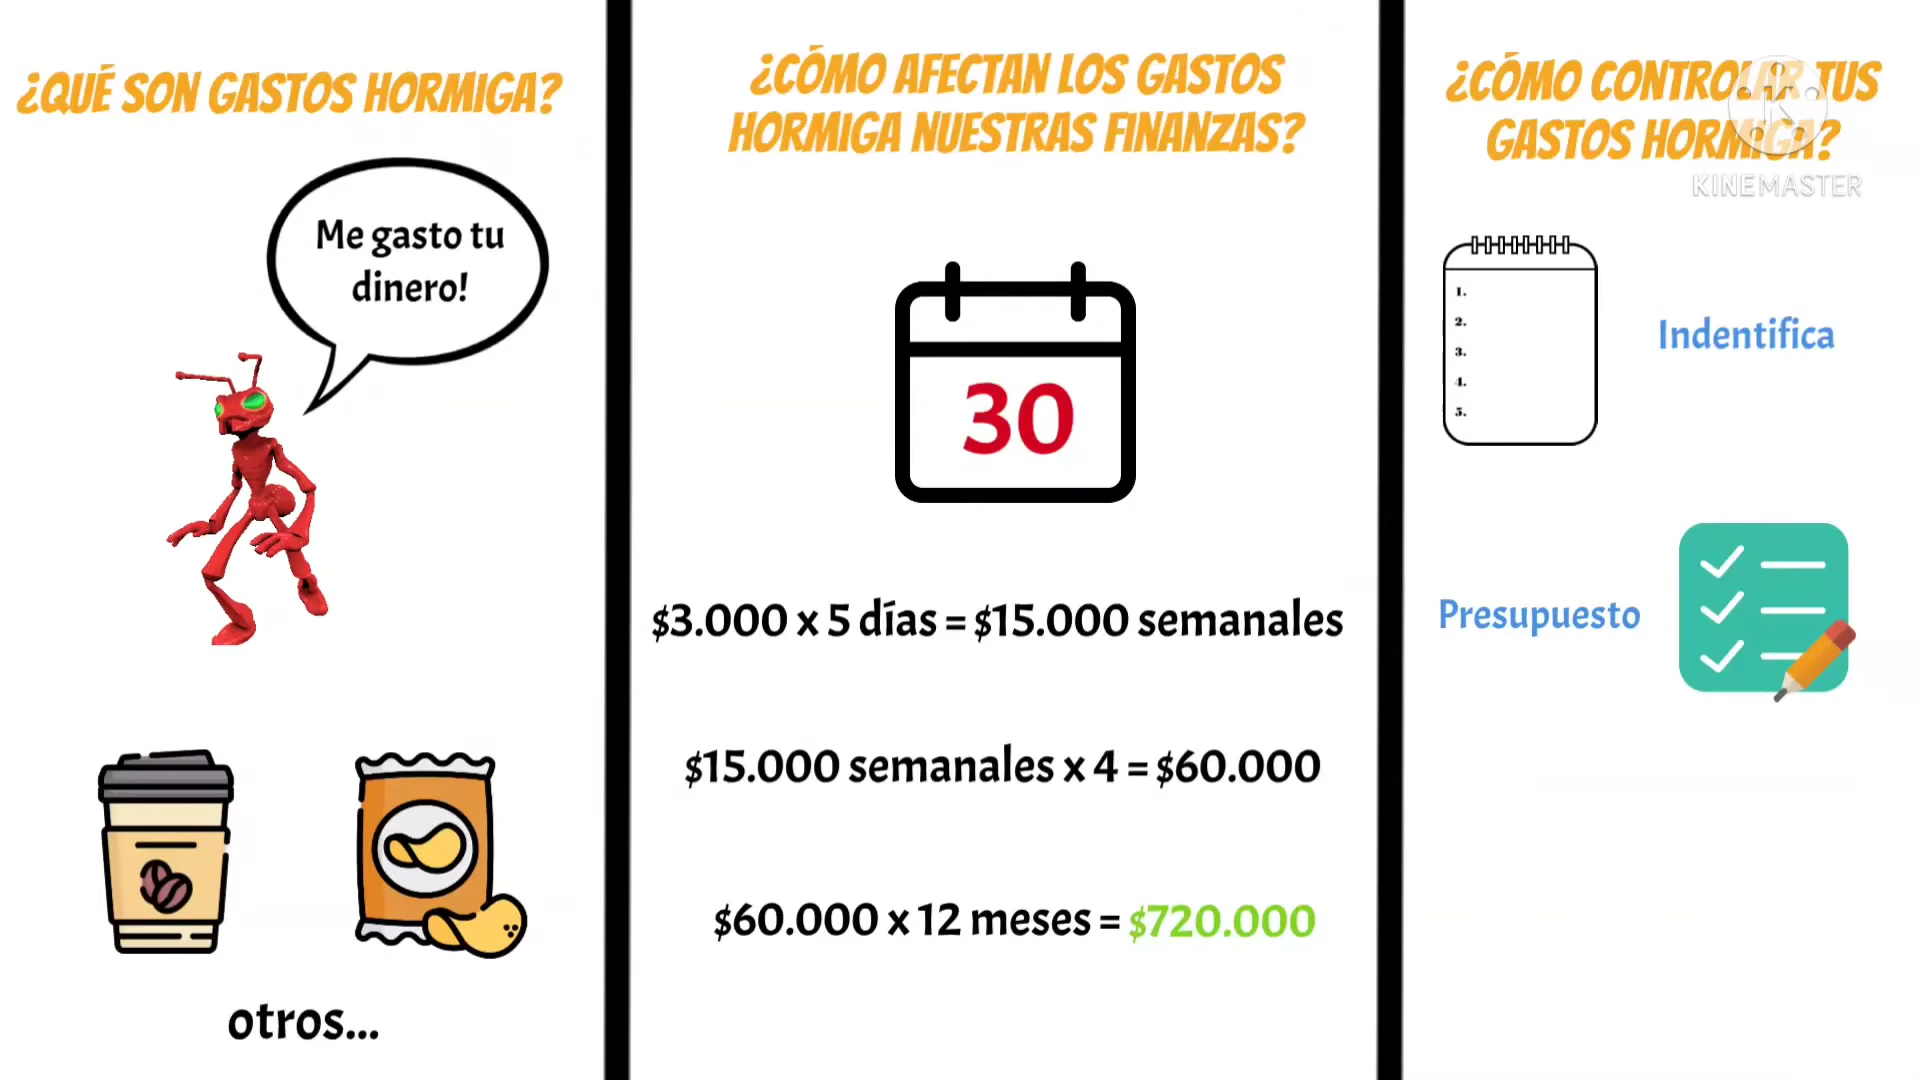 ¿QUÉ SON GASTOS HORMIGA?
Me gasto tu
dinero!
otros...
¿CÓMO AFECTAN LOS GASTOS
HORMIGA NUESTRAS FINANZAS?
30
$3.000 x 5 días = $15.000 semanales
$15.000 semanales x 4 = $60.000
$60.000 x 12 meses = $720.000
¿CÓMO CONTROLAR TUS
GASTOS HORMIGA?
KINEMASTER
1.
2.
3.
4.
5.
Indentifica
Presupuesto